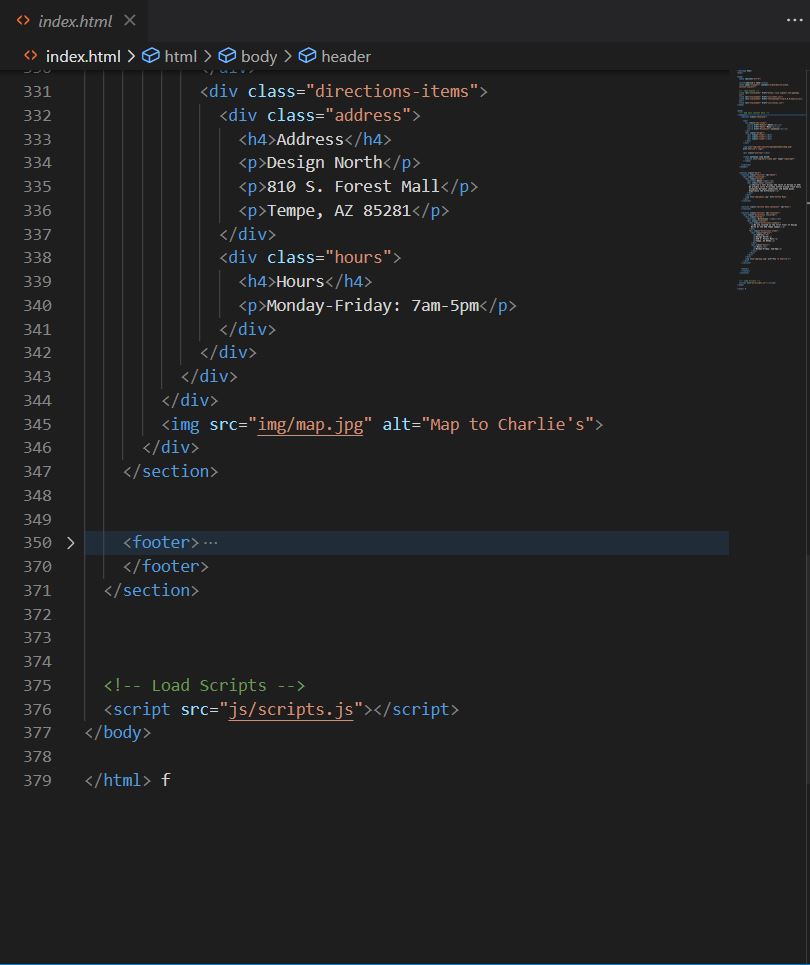 index.html
index.html > html > body > header
331 <div class="directions-items">
332 <div class="address">
333 <h4>Address</h4>
334 <p>Design North</p>
335 <p>810 S. Forest Mall</p>
336 <p>Tempe, AZ 85281</p>
337 </div>
338 <div class="hours">
339 <h4>Hours</h4>
340 <p>Monday-Friday: 7am-5pm</p>
341 </div>
342 </div>
343 </div>
344 </div>
345 <img src="img/map.jpg" alt="Map to Charlie's">
346 </div>
347 </section>
348
349
350 <footer>…
370 </footer>
371 </section>
372
373
374
375 <!-- Load Scripts -->
376 <script src="js/scripts.js"></script>
377 </body>
378
379 </html> f